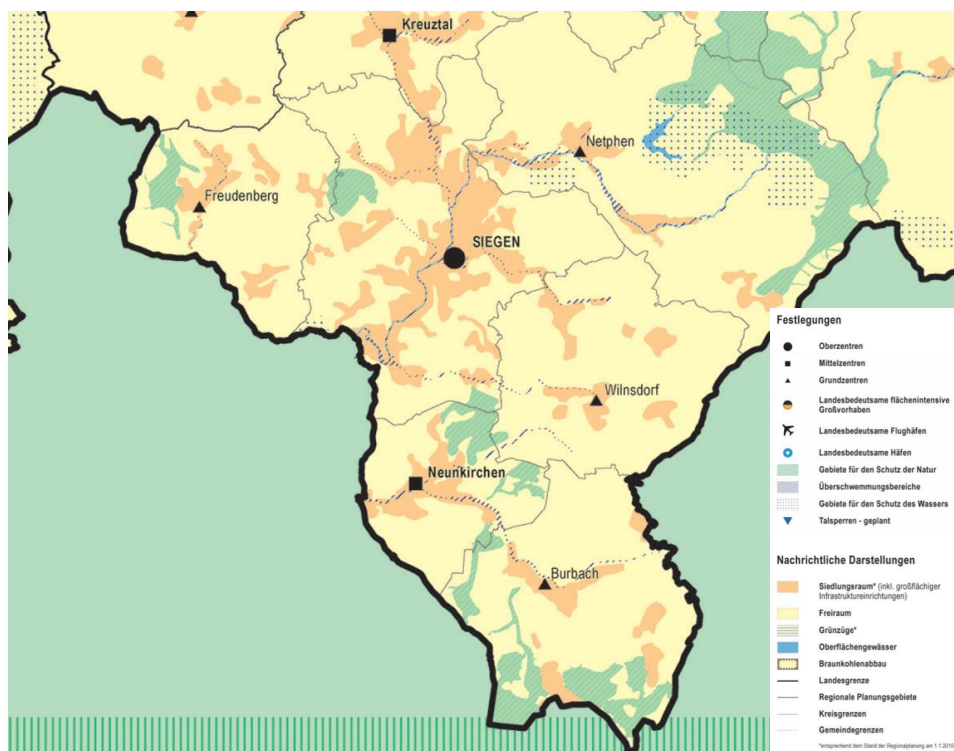 Kreuztal
Netphen
Freudenberg
SIEGEN
Wilnsdorf
Neunkirchen
Burbach
Festlegungen
Oberzentren
Mittelzentren
Grundzentren
Landesbedeutsame flächenintensive
Großvorhaben
Landesbedeutsame Flughäfen
Landesbedeutsame Häfen
Gebiete für den Schutz der Natur
Überschwemmungsbereiche
Gebiete für den Schutz des Wassers
Talsperren - geplant
Nachrichtliche Darstellungen
Siedlungsraum* (inkl. großflächiger
Infrastruktureinrichtungen)
Freiraum
Grünzüge*
Oberflächengewässer
Braunkohlenabbau
Landesgrenze
Regionale Planungsgebiete
Kreisgrenzen
Gemeindegrenzen
*entsprechend dem Stand der Regionalplanung am 1.1.2016